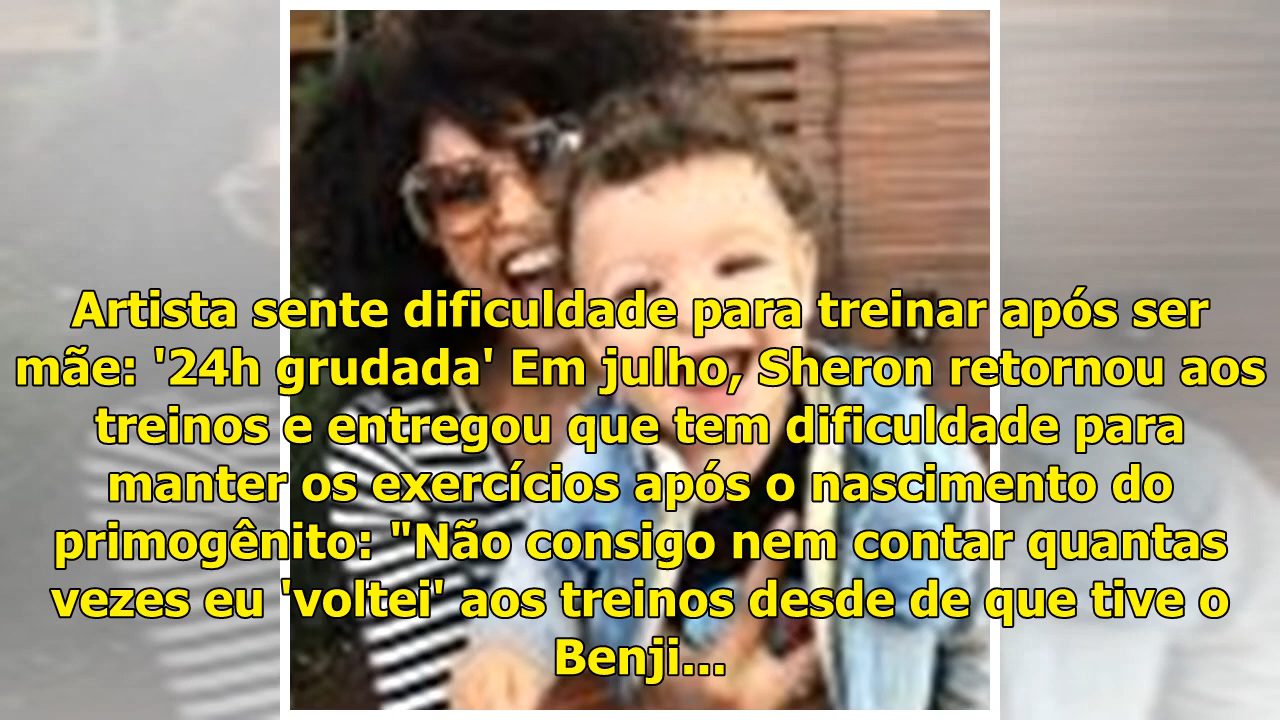 Artista sente dificuldade para treinar após ser
mãe: '24h grudada' Em julho, Sheron retornou aos
treinos e entregou que tem dificuldade para
manter os exercícios após o nascimento do
primogênito: "Não consigo nem contar quantas
vezes eu 'voltei' aos treinos desde de que tive o
Benji...